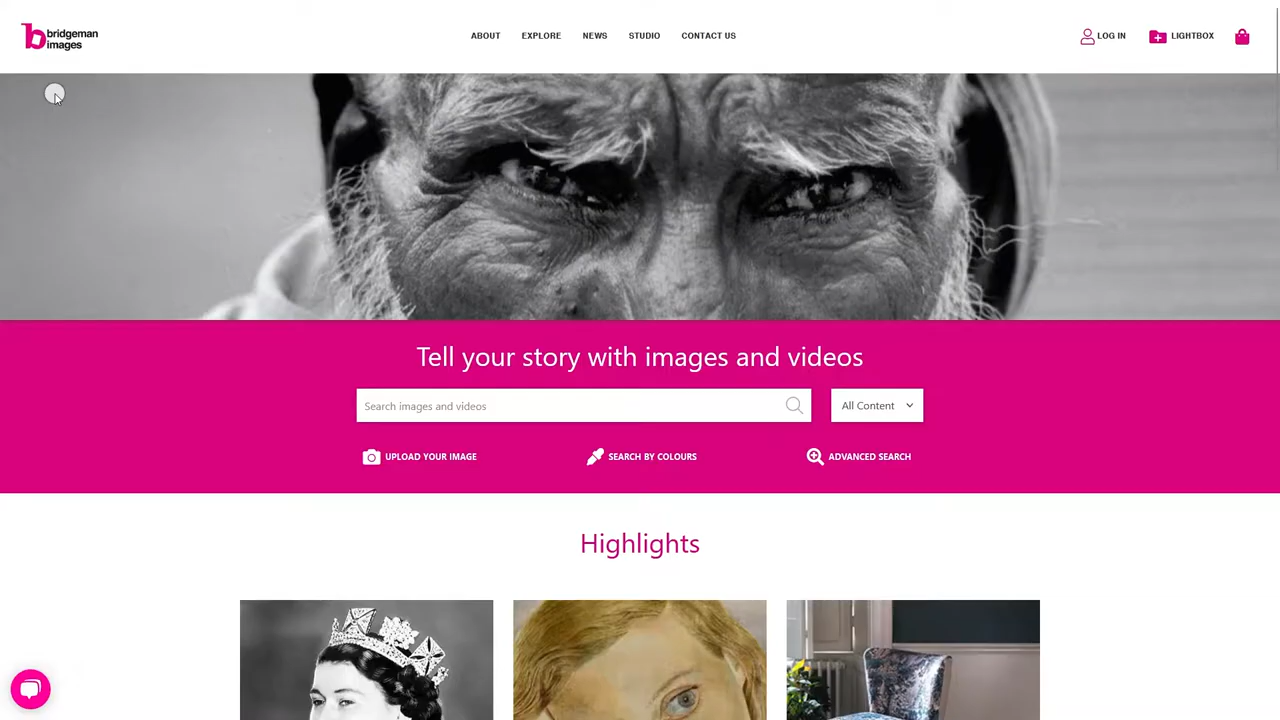 bridgeman
images
ABOUT EXPLORE NEWS STUDIO CONTACT US
LOG IN LIGHTBOX
Tell your story with images and videos
Search images and videos
All Content
UPLOAD YOUR IMAGE SEARCH BY COLOURS ADVANCED SEARCH
Highlights